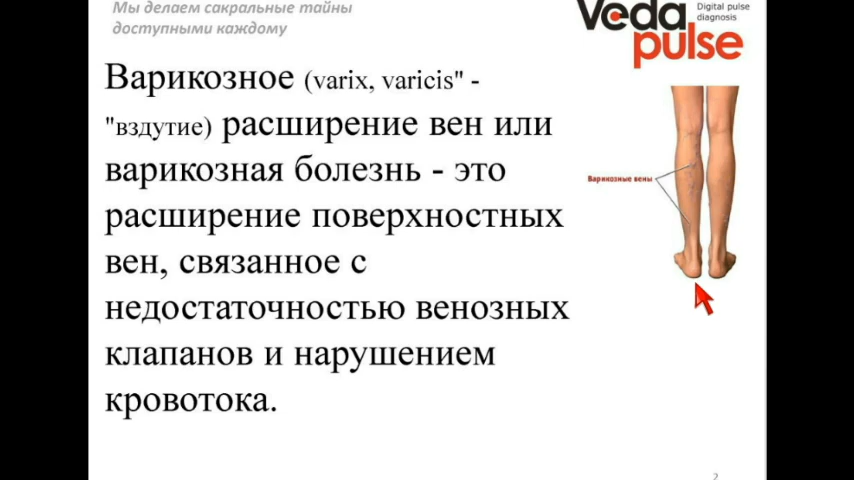 Мы делаем сакральные тайны
доступными каждому
Veda
pulse
Digital pulse
diagnosis
Варикозное (varix, varicis" -
"вздутие) расширение вен или
варикозная болезнь - это
расширение поверхностных
вен, связанное с
недостаточностью венозных
клапанов и нарушением
кровотока.
Варикозные вены
2